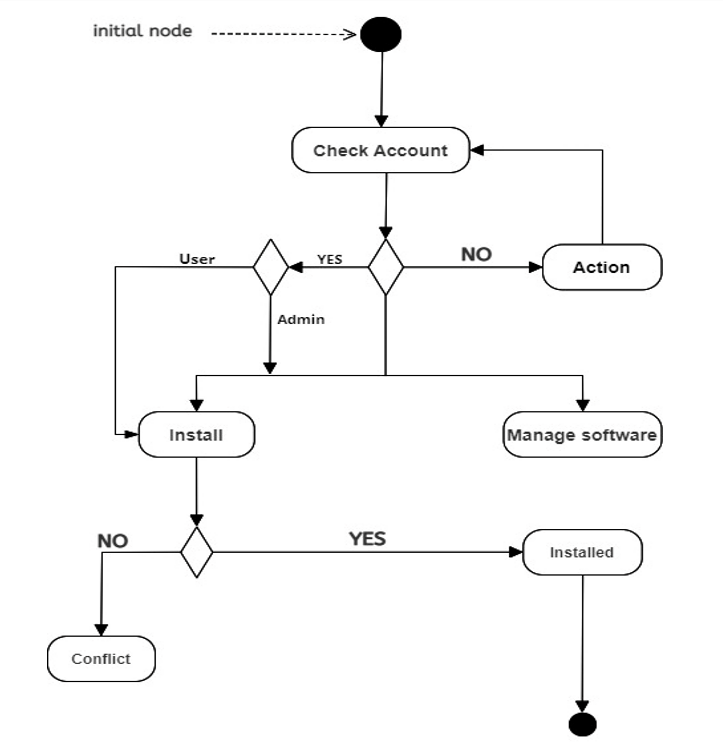 initial node
Check Account
User
YES
NO
Action
Admin
Install
Manage software
NO
YES
Installed
Conflict